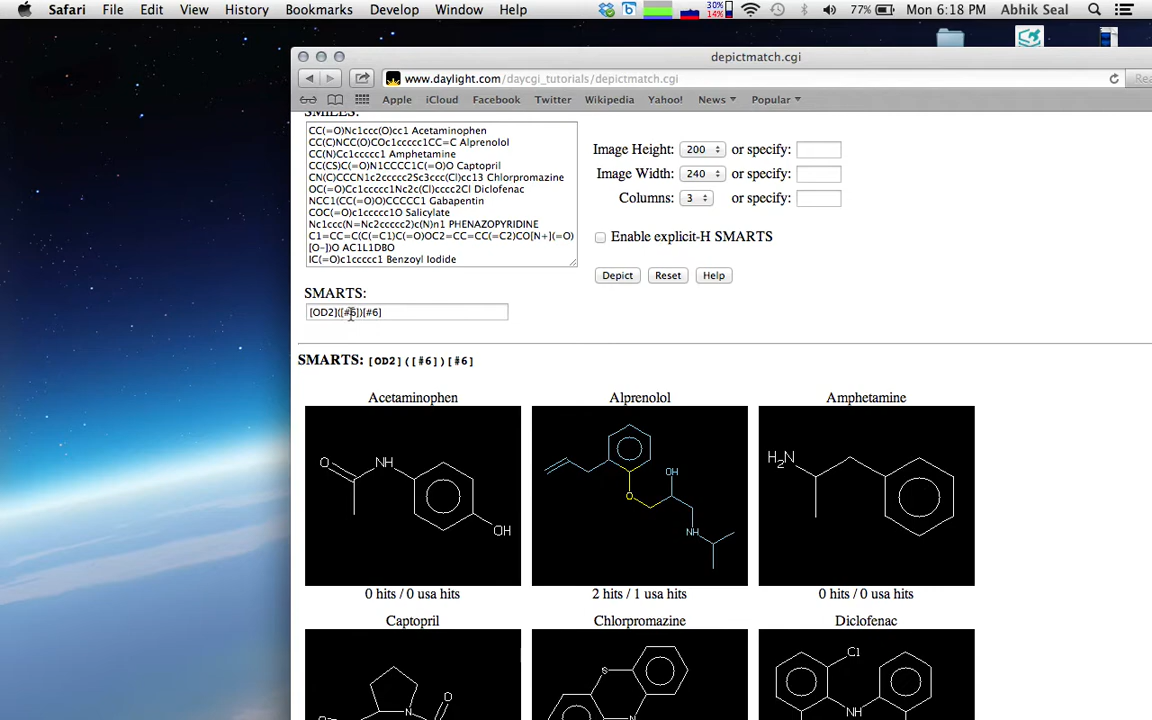 Safari File Edit View History Bookmarks Develop Window Help 30% 14% 77% Mon 6:18 PM Abhik Seal
depictmatch.cgi
www.daylight.com/daycgi_tutorials/depictmatch.cgi
Apple iCloud Facebook Twitter Wikipedia Yahoo! News ▾ Popular ▾
SMILES:
CC(=O)Nc1ccc(O)cc1 Acetaminophen
CC(C)NCC(O)COc1ccccc1CC=C Alprenolol
CC(N)Cc1ccccc1 Amphetamine
CC(CS)C(=O)N1CCCC1C(=O)O Captopril
CN(C)CCCN1c2ccccc2Sc3ccc(Cl)cc13 Chlorpromazine
OC(=O)Cc1ccccc1Nc2c(Cl)cccc2Cl Diclofenac
NCC1(CC(=O)O)CCCCC1 Gabapentin
COC(=O)c1ccccc1O Salicylate
Nc1ccc(N=Nc2ccccc2)c(N)n1 PHENAZOPYRIDINE
C1=CC=C(C(=C1)C(=O)OC2=CC=CC(=C2)CO[N+](=O)
[O-])O AC1L1DBO
IC(=O)c1ccccc1 Benzoyl Iodide
Image Height: 200 or specify:
Image Width: 240 or specify:
Columns: 3 or specify:
Enable explicit-H SMARTS
Depict Reset Help
SMARTS:
[OD2]([#6])[#6]
SMARTS: [OD2]([#6])[#6]
Acetaminophen Alprenolol Amphetamine
O NH OH
O OH NH
H2N
0 hits / 0 usa hits 2 hits / 1 usa hits 0 hits / 0 usa hits
Captopril Chlorpromazine Diclofenac
N O
S
Cl NH